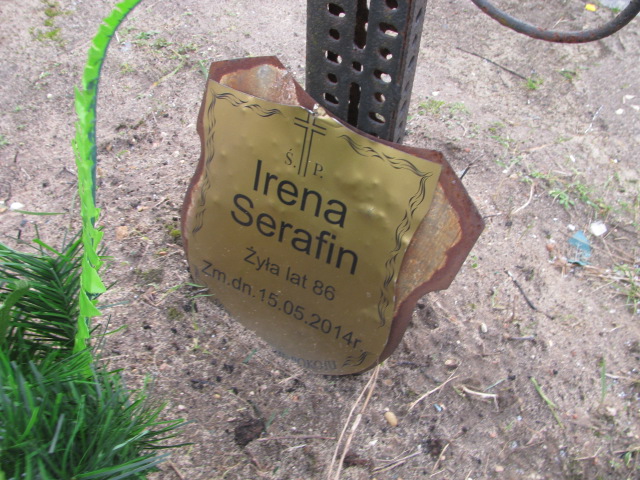 Ś. P.
Irena
Serafin
Żyła lat 86
Zm.dn.15.05.2014r.